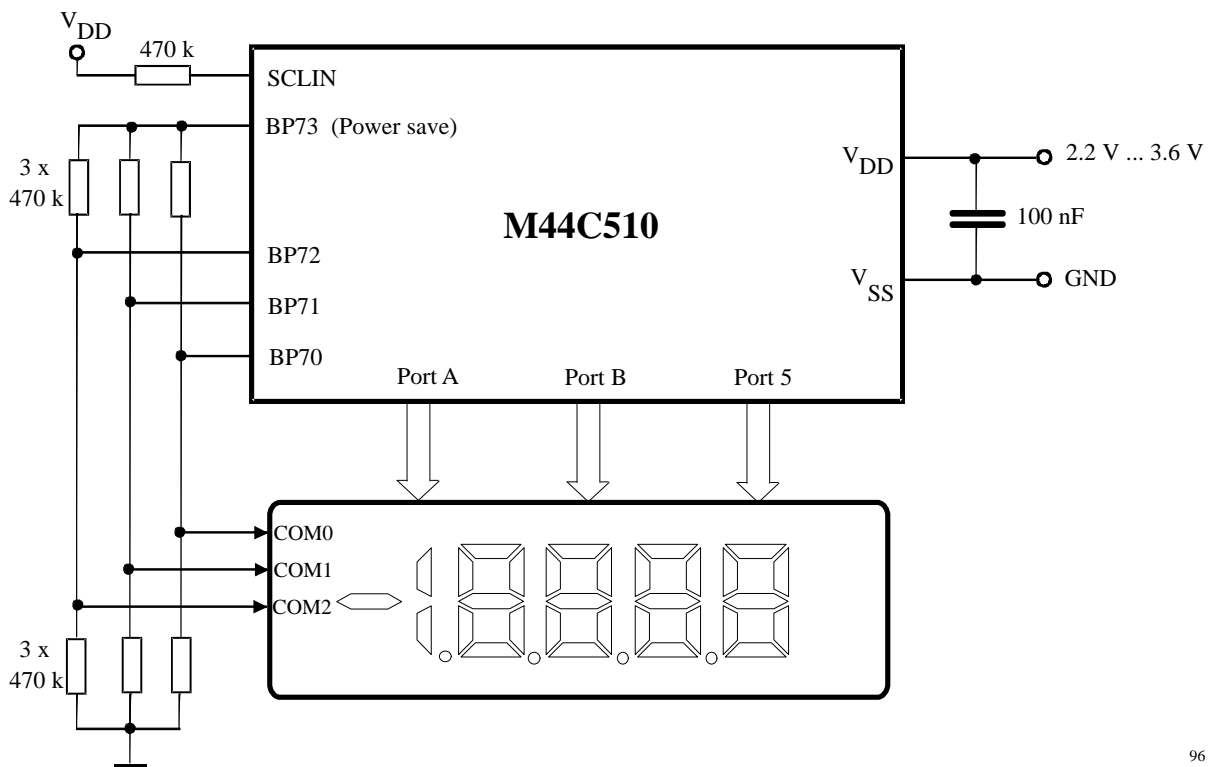 VDD
470 k
SCLIN
BP73 (Power save)
3 x
470 k
VDD
2.2 V ... 3.6 V
M44C510
100 nF
BP72
VSS
GND
BP71
BP70
Port A
Port B
Port 5
COM0
COM1
COM2
3 x
470 k
96